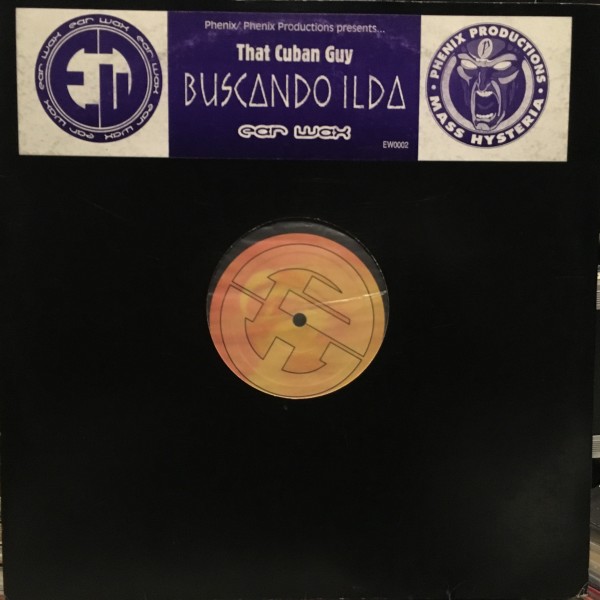 ear wax ear wax ear wax ear wax
EW
Phenix/ Phenix Productions presents...
That Cuban Guy
BUSCANDO ILDA
ear wax
EW0002
PHENIX PRODUCTIONS
MASS HYSTERIA